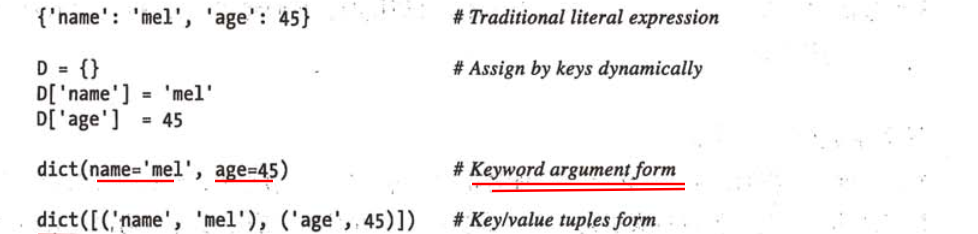 {'name': 'mel', 'age': 45} # Traditional literal expression
D = {} # Assign by keys dynamically
D['name'] = 'mel'
D['age'] = 45
dict(name='mel', age=45) # Keyword argument form
dict([('name', 'mel'), ('age', 45)]) # Key/value tuples form